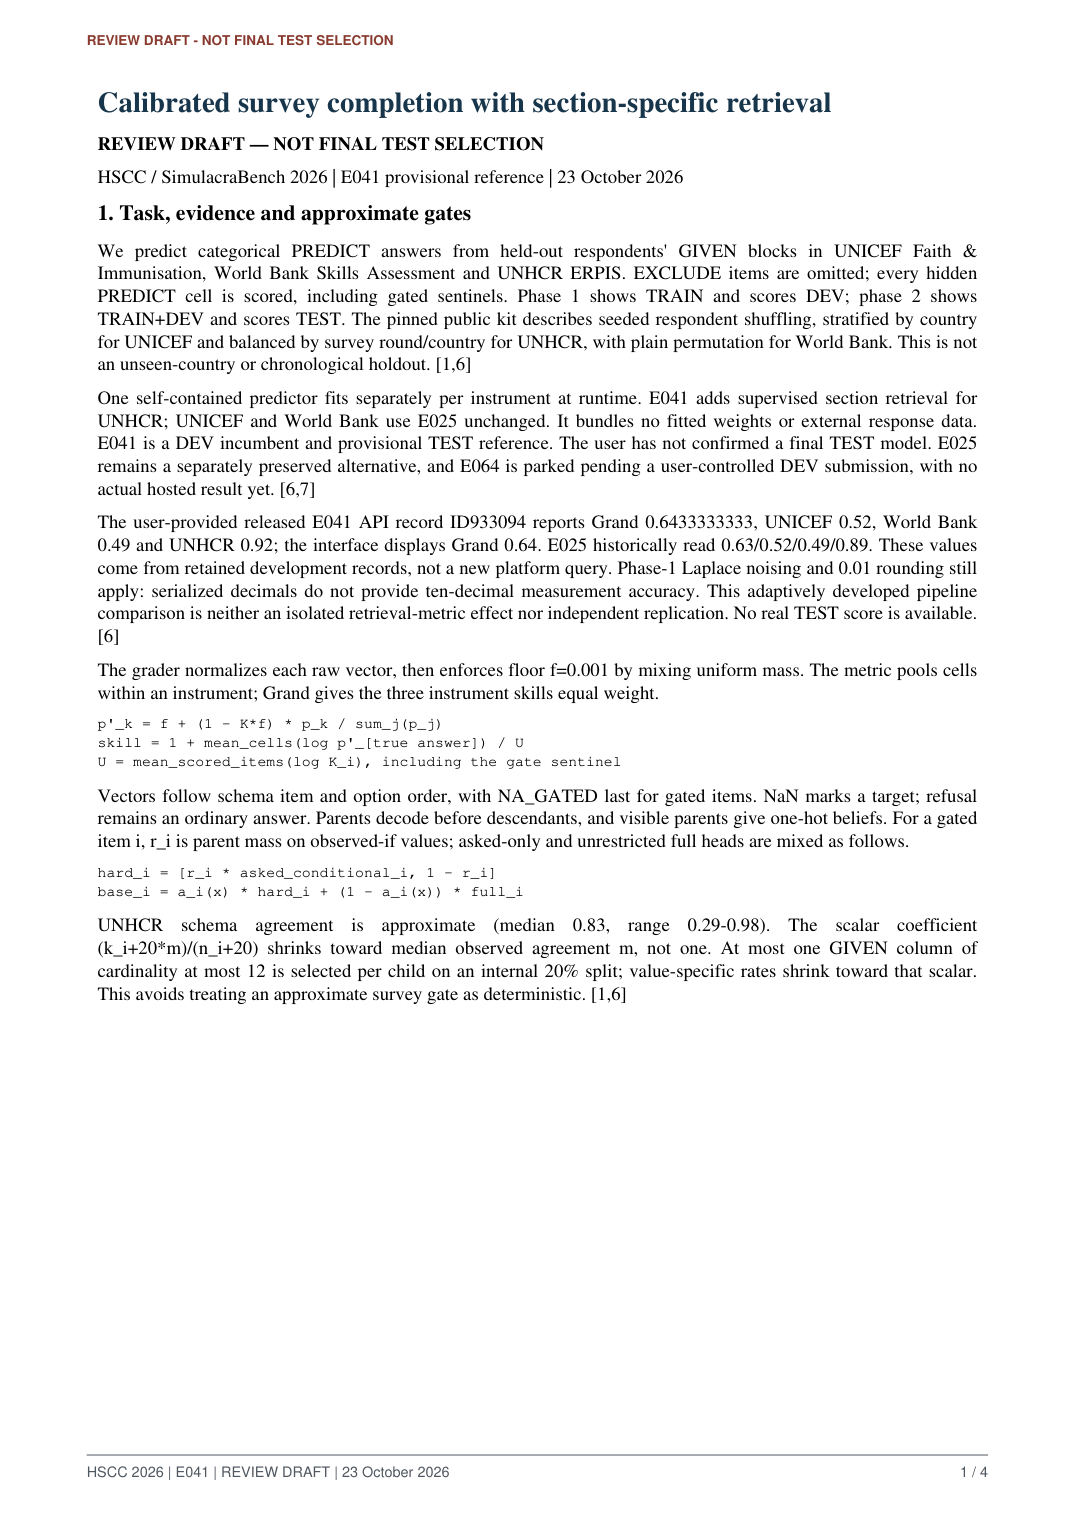 REVIEW DRAFT - NOT FINAL TEST SELECTION
Calibrated survey completion with section-specific retrieval
REVIEW DRAFT — NOT FINAL TEST SELECTION
HSCC / SimulacraBench 2026 | E041 provisional reference | 23 October 2026
1. Task, evidence and approximate gates
We predict categorical PREDICT answers from held-out respondents' GIVEN blocks in UNICEF Faith &
Immunisation, World Bank Skills Assessment and UNHCR ERPIS. EXCLUDE items are omitted; every hidden
PREDICT cell is scored, including gated sentinels. Phase 1 shows TRAIN and scores DEV; phase 2 shows
TRAIN+DEV and scores TEST. The pinned public kit describes seeded respondent shuffling, stratified by country
for UNICEF and balanced by survey round/country for UNHCR, with plain permutation for World Bank. This is not
an unseen-country or chronological holdout. [1,6]
One self-contained predictor fits separately per instrument at runtime. E041 adds supervised section retrieval for
UNHCR; UNICEF and World Bank use E025 unchanged. It bundles no fitted weights or external response data.
E041 is a DEV incumbent and provisional TEST reference. The user has not confirmed a final TEST model. E025
remains a separately preserved alternative, and E064 is parked pending a user-controlled DEV submission, with no
actual hosted result yet. [6,7]
The user-provided released E041 API record ID933094 reports Grand 0.6433333333, UNICEF 0.52, World Bank
0.49 and UNHCR 0.92; the interface displays Grand 0.64. E025 historically read 0.63/0.52/0.49/0.89. These values
come from retained development records, not a new platform query. Phase-1 Laplace noising and 0.01 rounding still
apply: serialized decimals do not provide ten-decimal measurement accuracy. This adaptively developed pipeline
comparison is neither an isolated retrieval-metric effect nor independent replication. No real TEST score is available.
[6]
The grader normalizes each raw vector, then enforces floor f=0.001 by mixing uniform mass. The metric pools cells
within an instrument; Grand gives the three instrument skills equal weight.
p'_k = f + (1 - K*f) * p_k / sum_j(p_j)
skill = 1 + mean_cells(log p'_[true answer]) / U
U = mean_scored_items(log K_i), including the gate sentinel
Vectors follow schema item and option order, with NA_GATED last for gated items. NaN marks a target; refusal
remains an ordinary answer. Parents decode before descendants, and visible parents give one-hot beliefs. For a gated
item i, r_i is parent mass on observed-if values; asked-only and unrestricted full heads are mixed as follows.
hard_i = [r_i * asked_conditional_i, 1 - r_i]
base_i = a_i(x) * hard_i + (1 - a_i(x)) * full_i
UNHCR schema agreement is approximate (median 0.83, range 0.29-0.98). The scalar coefficient
(k_i+20*m)/(n_i+20) shrinks toward median observed agreement m, not one. At most one GIVEN column of
cardinality at most 12 is selected per child on an internal 20% split; value-specific rates shrink toward that scalar.
This avoids treating an approximate survey gate as deterministic. [1,6]
HSCC 2026 | E041 | REVIEW DRAFT | 23 October 2026
1 / 4